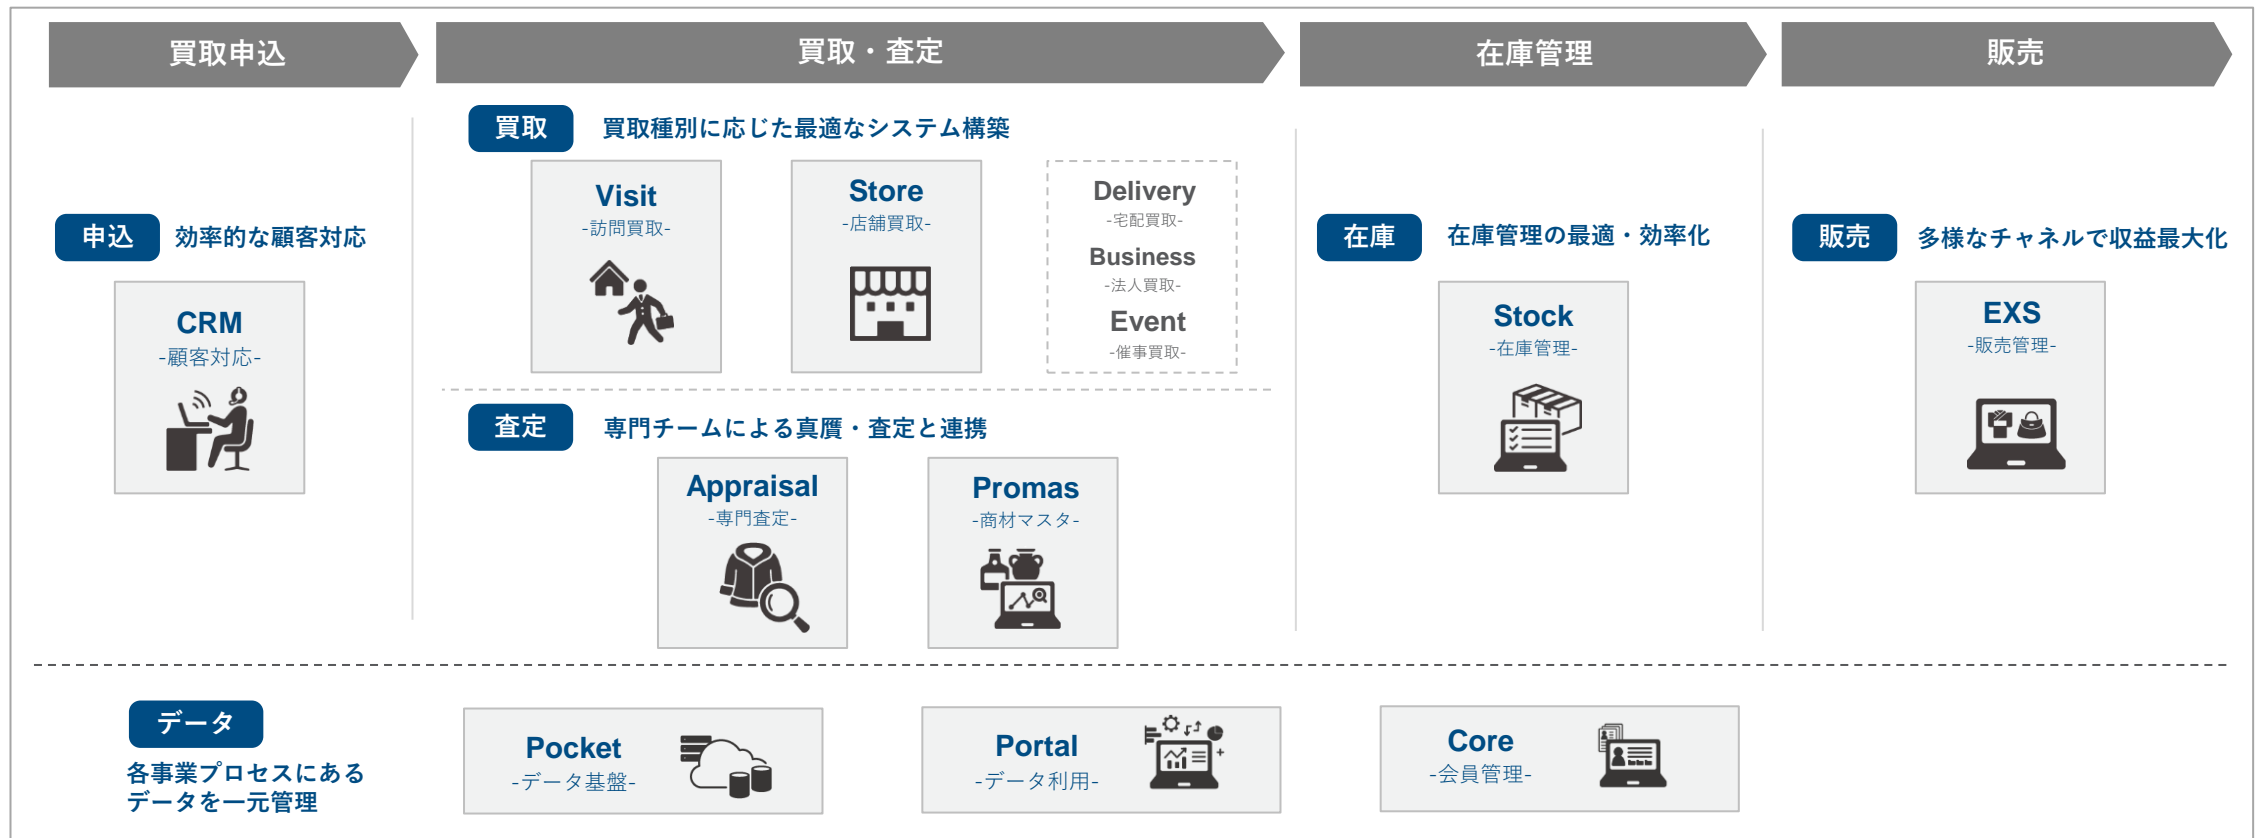 買取申込
買取・査定
在庫管理
販売
申込
効率的な顧客対応
CRM
-顧客対応-
買取
買取種別に応じた最適なシステム構築
Visit
-訪問買取-
Store
-店舗買取-
Delivery
-宅配買取-
Business
-法人買取-
Event
-催事買取-
査定
専門チームによる真贋・査定と連携
Appraisal
-専門査定-
Promas
-商材マスタ-
在庫
在庫管理の最適・効率化
Stock
-在庫管理-
販売
多様なチャネルで収益最大化
EXS
-販売管理-
データ
各事業プロセスにある
データを一元管理
Pocket
-データ基盤-
Portal
-データ利用-
Core
-会員管理-